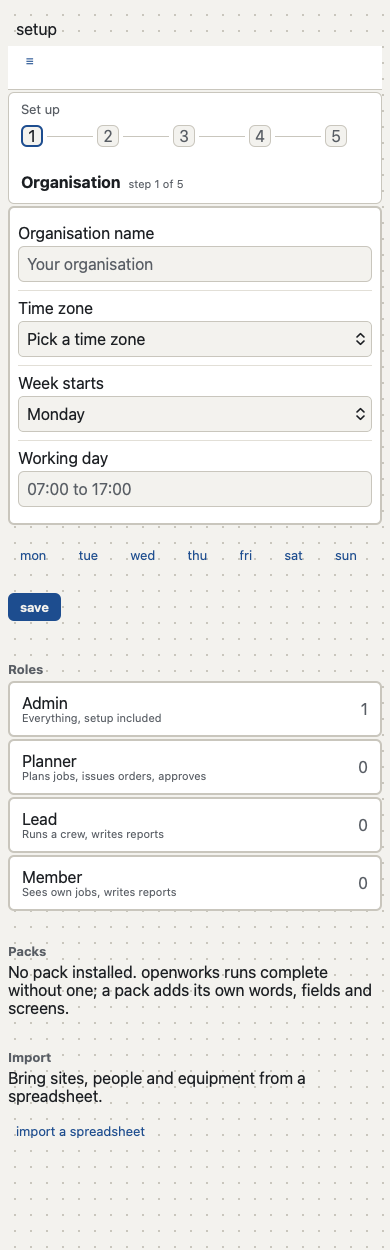 setup
≡
Set up
1 2 3 4 5
Organisation step 1 of 5
Organisation name
Your organisation
Time zone
Pick a time zone
Week starts
Monday
Working day
07:00 to 17:00
mon tue wed thu fri sat sun
save
Roles
Admin
Everything, setup included
1
Planner
Plans jobs, issues orders, approves
0
Lead
Runs a crew, writes reports
0
Member
Sees own jobs, writes reports
0
Packs
No pack installed. openworks runs complete
without one; a pack adds its own words, fields and
screens.
Import
Bring sites, people and equipment from a
spreadsheet.
import a spreadsheet